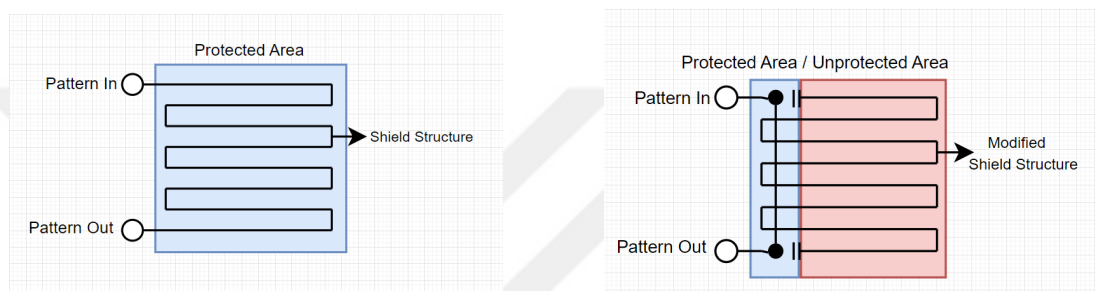 Protected Area
Pattern In
Shield Structure
Pattern Out
Protected Area / Unprotected Area
Pattern In
Modified
Shield Structure
Pattern Out